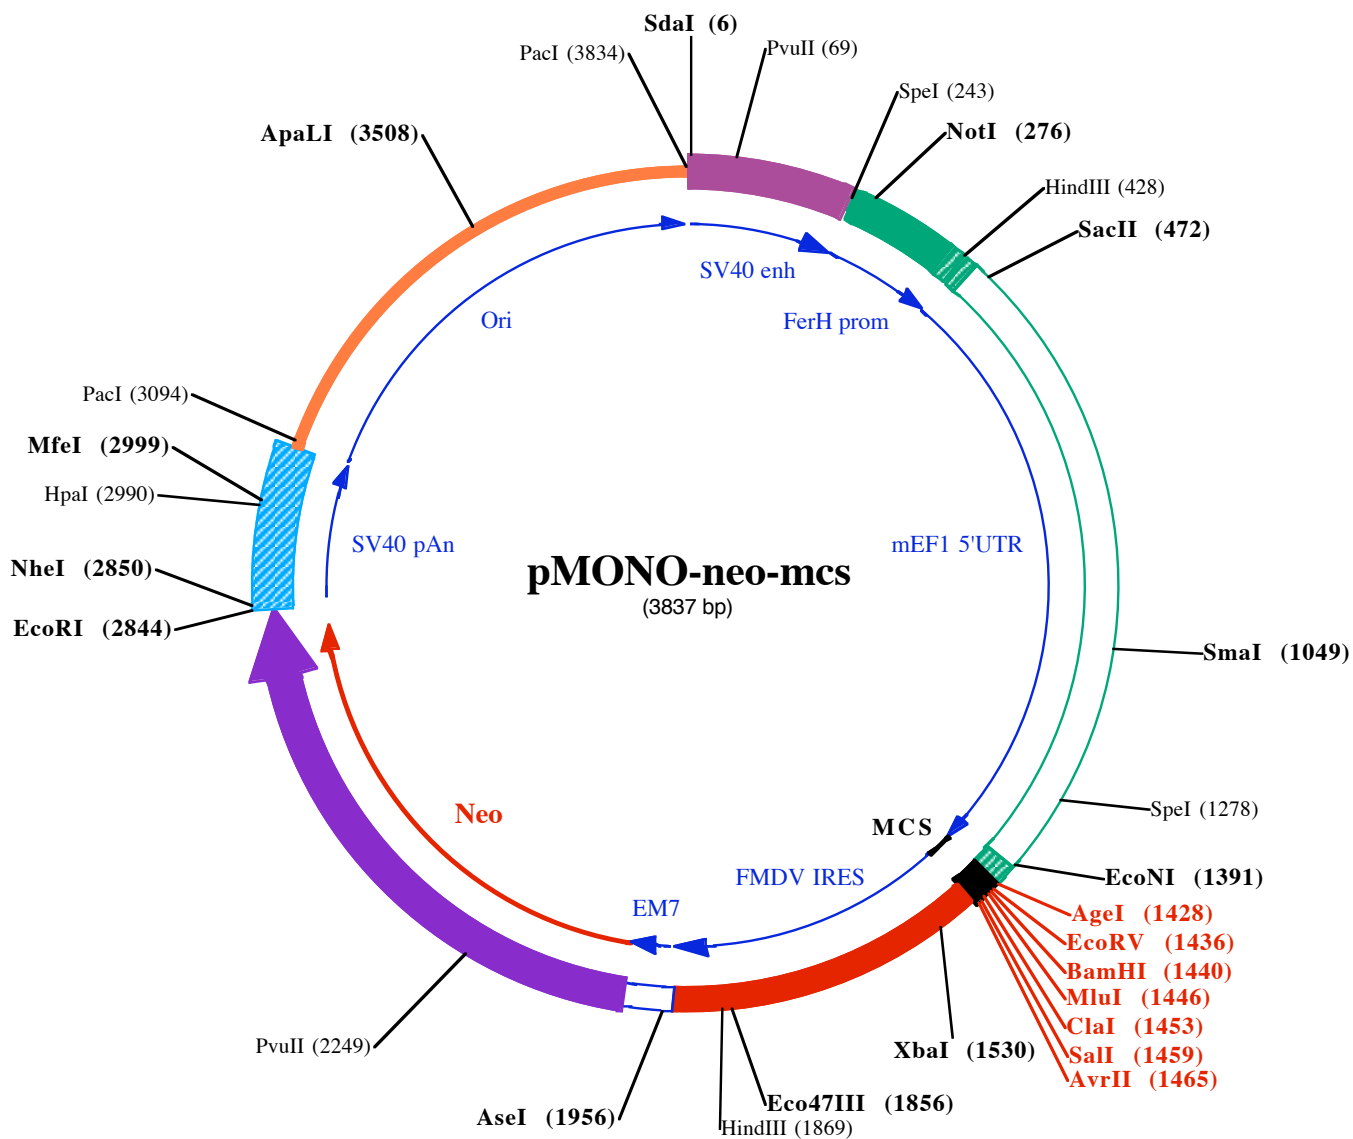 SdaI (6)
PacI (3834)
PvuII (69)
SpeI (243)
ApaLI (3508)
NotI (276)
HindIII (428)
SacII (472)
SV40 enh
Ori
FerH prom
PacI (3094)
MfeI (2999)
HpaI (2990)
SV40 pAn
mEF1 5'UTR
NheI (2850)
pMONO-neo-mcs
(3837 bp)
EcoRI (2844)
SmaI (1049)
SpeI (1278)
Neo
MCS
FMDV IRES
EcoNI (1391)
EM7
AgeI (1428)
EcoRV (1436)
BamHI (1440)
MluI (1446)
ClaI (1453)
SalI (1459)
AvrII (1465)
PvuII (2249)
XbaI (1530)
Eco47III (1856)
AseI (1956)
HindIII (1869)